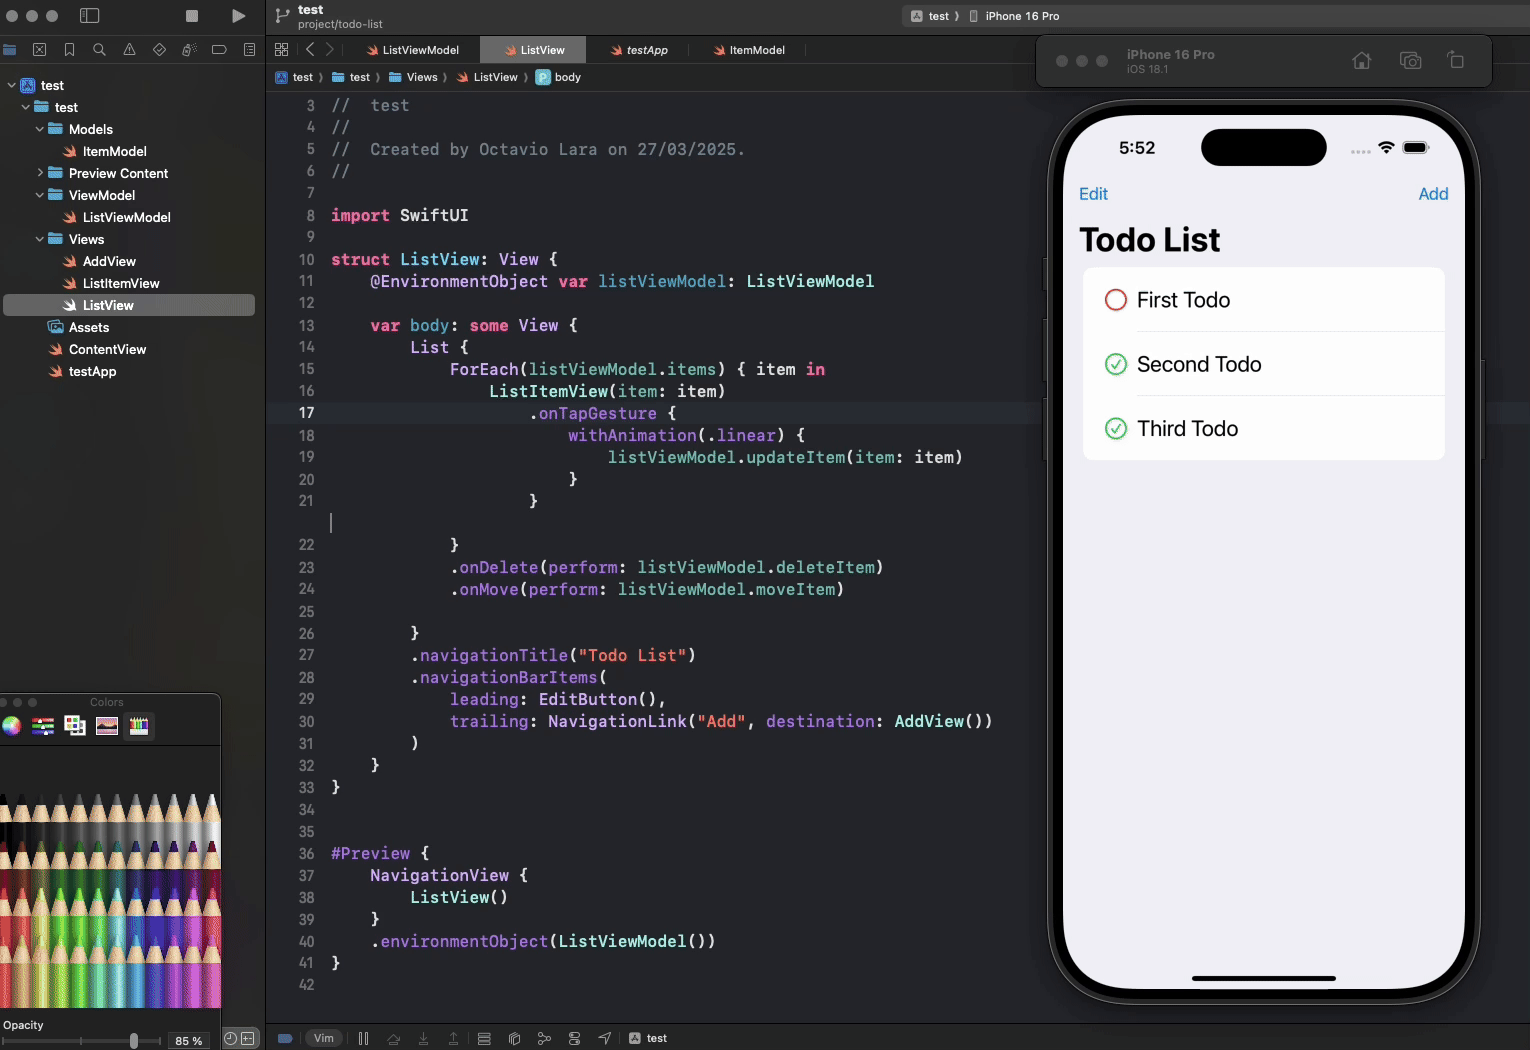 test
project/todo-list
test
iPhone 16 Pro
ListViewModel
ListView
testApp
ItemModel
test
test
Views
ListView
P
body
test
test
Models
ItemModel
Preview Content
ViewModel
ListViewModel
Views
AddView
ListItemView
ListView
Assets
ContentView
testApp
3 //  test
4 //
5 //  Created by Octavio Lara on 27/03/2025.
6 //
7
8 import SwiftUI
9
10 struct ListView: View {
11     @EnvironmentObject var listViewModel: ListViewModel
12
13     var body: some View {
14         List {
15             ForEach(listViewModel.items) { item in
16                 ListItemView(item: item)
17                     .onTapGesture {
18                         withAnimation(.linear) {
19                             listViewModel.updateItem(item: item)
20                         }
21                     }
22             }
23             .onDelete(perform: listViewModel.deleteItem)
24             .onMove(perform: listViewModel.moveItem)
25
26         }
27         .navigationTitle("Todo List")
28         .navigationBarItems(
29             leading: EditButton(),
30             trailing: NavigationLink("Add", destination: AddView())
31         )
32     }
33 }
34
35
36 #Preview {
37     NavigationView {
38         ListView()
39     }
40     .environmentObject(ListViewModel())
41 }
42
iPhone 16 Pro
iOS 18.1
5:52
Edit
Add
Todo List
First Todo
Second Todo
Third Todo
Colors
Opacity
85 %
Vim
test